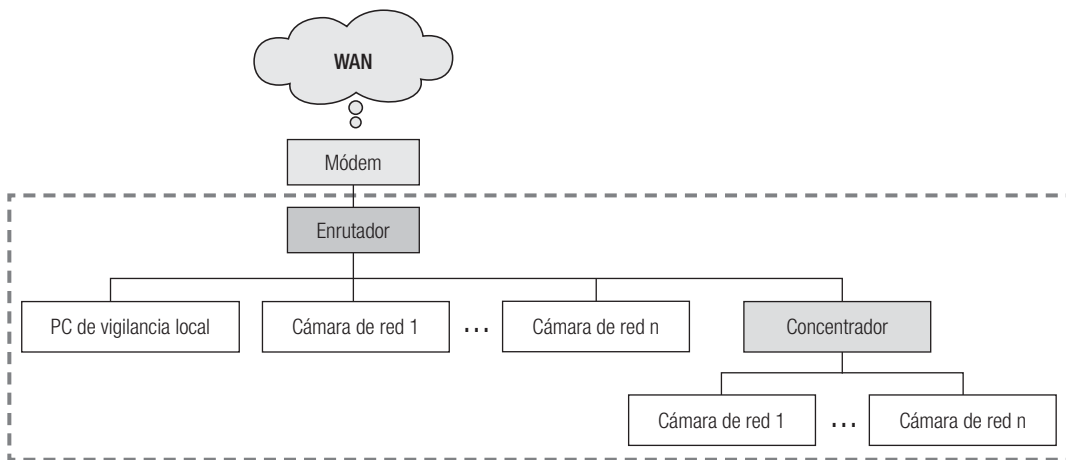 WAN
Módem
Enrutador
PC de vigilancia local
Cámara de red 1
...
Cámara de red n
Concentrador
Cámara de red 1
...
Cámara de red n